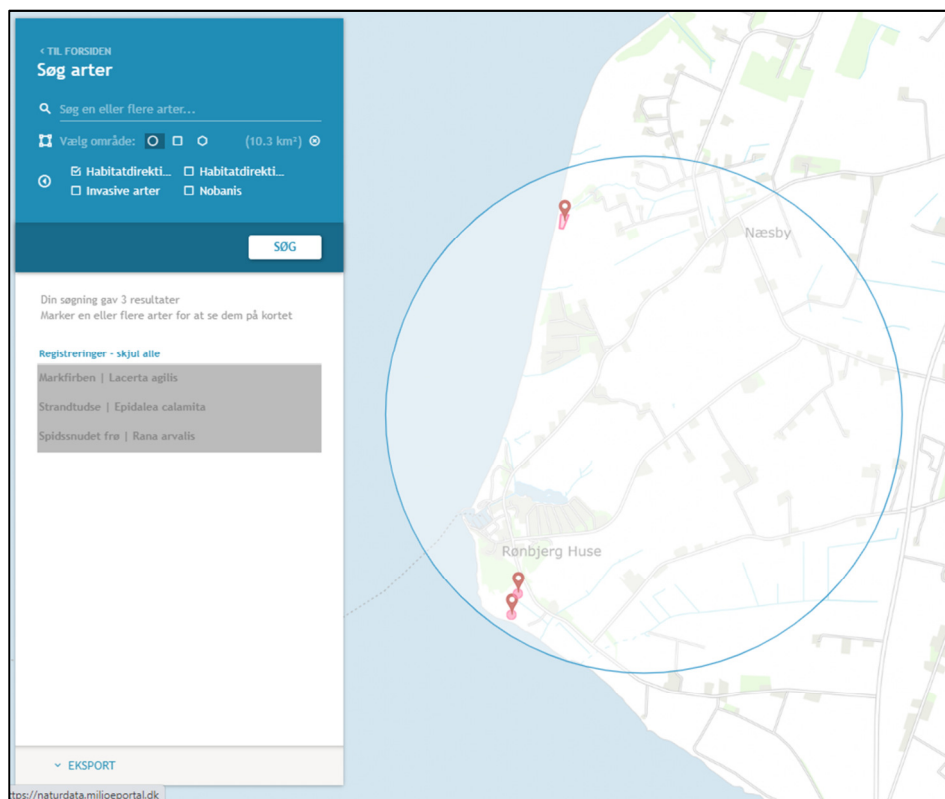 < TIL FORSIDEN
Søg arter
Søg en eller flere arter...
Vælg område: (10.3 km²)
Habitatdirekti... Habitatdirekti...
Invasive arter Nobanis
SØG
Din søgning gav 3 resultater
Marker en eller flere arter for at se dem på kortet
Registreringer - skjul alle
Markfirben | Lacerta agilis
Strandtudse | Epidalea calamita
Spidssnudet frø | Rana arvalis
EKSPORT
ttps://naturdata.miljoeportal.dk
Næsby
Rønbjerg Huse